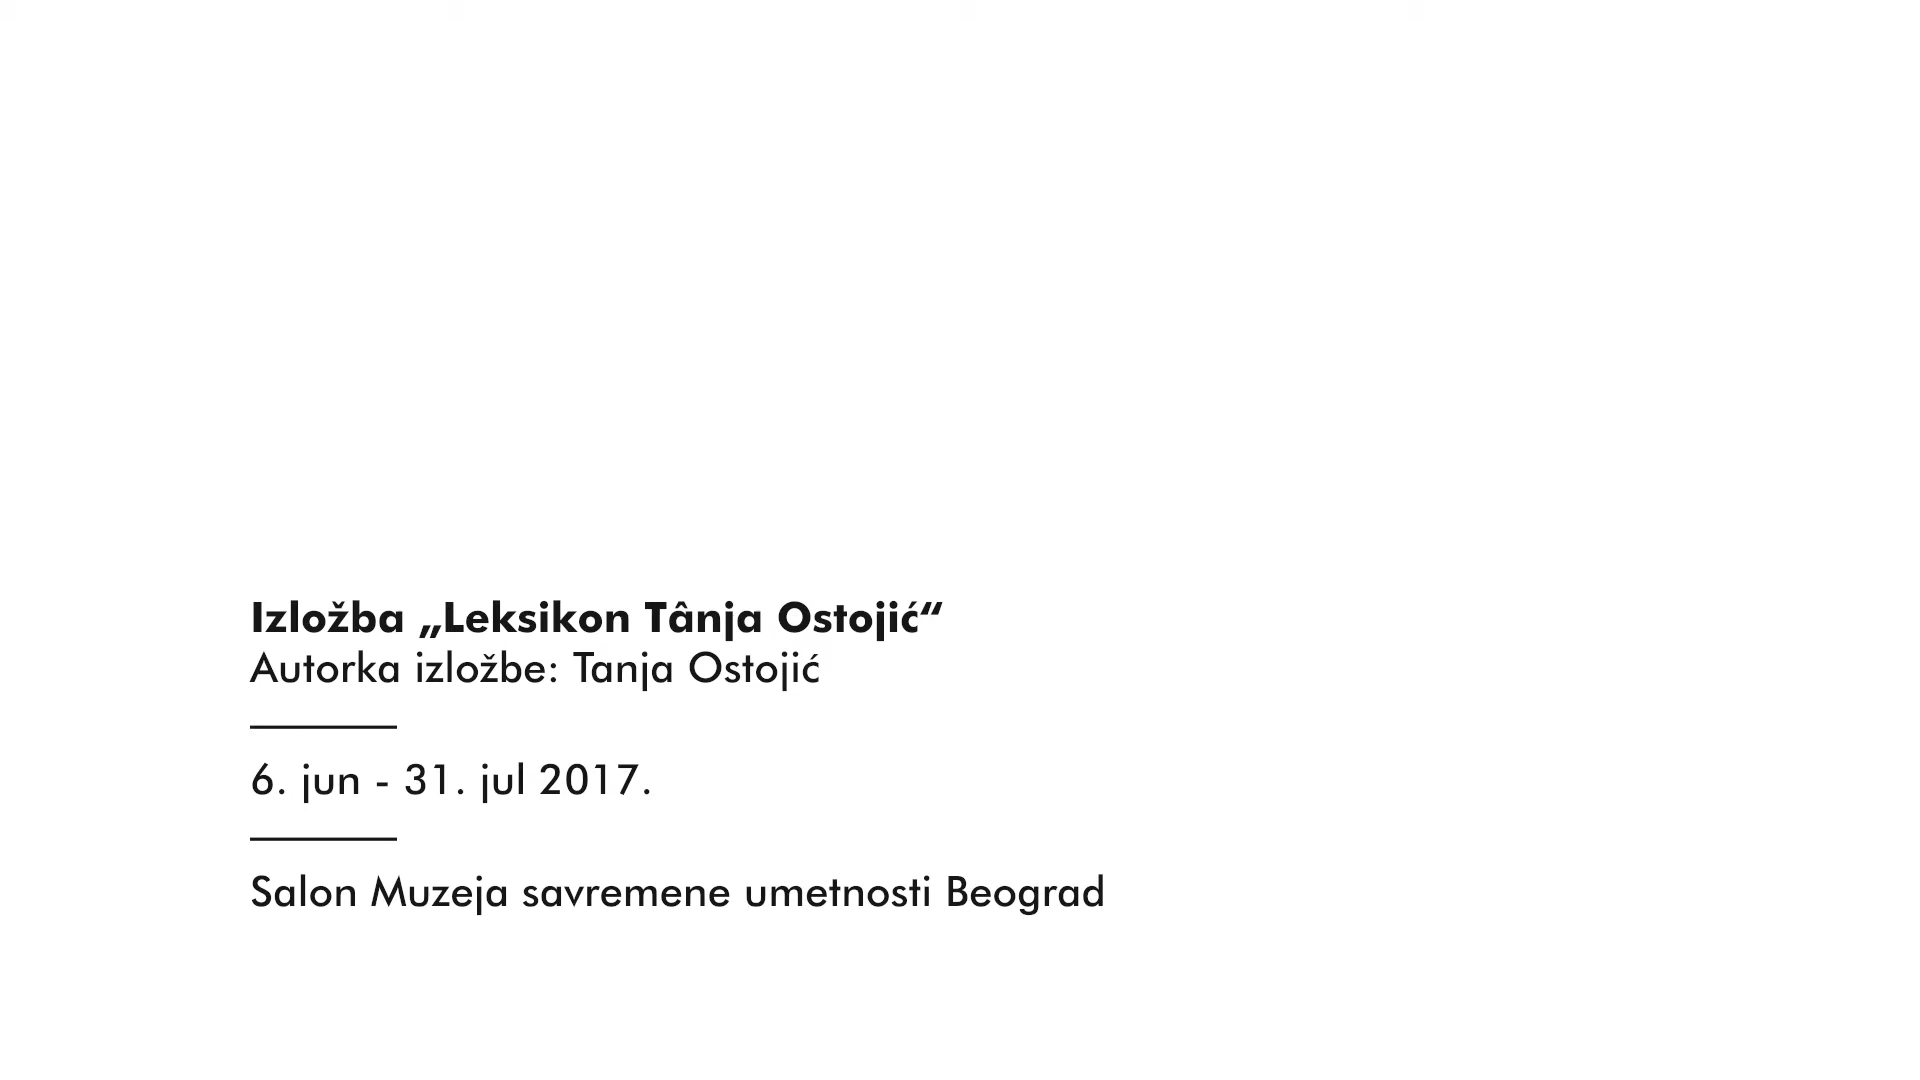 Izložba „Leksikon Tânja Ostojić“
Autorka izložbe: Tanja Ostojić
6. jun - 31. jul 2017.
Salon Muzeja savremene umetnosti Beograd